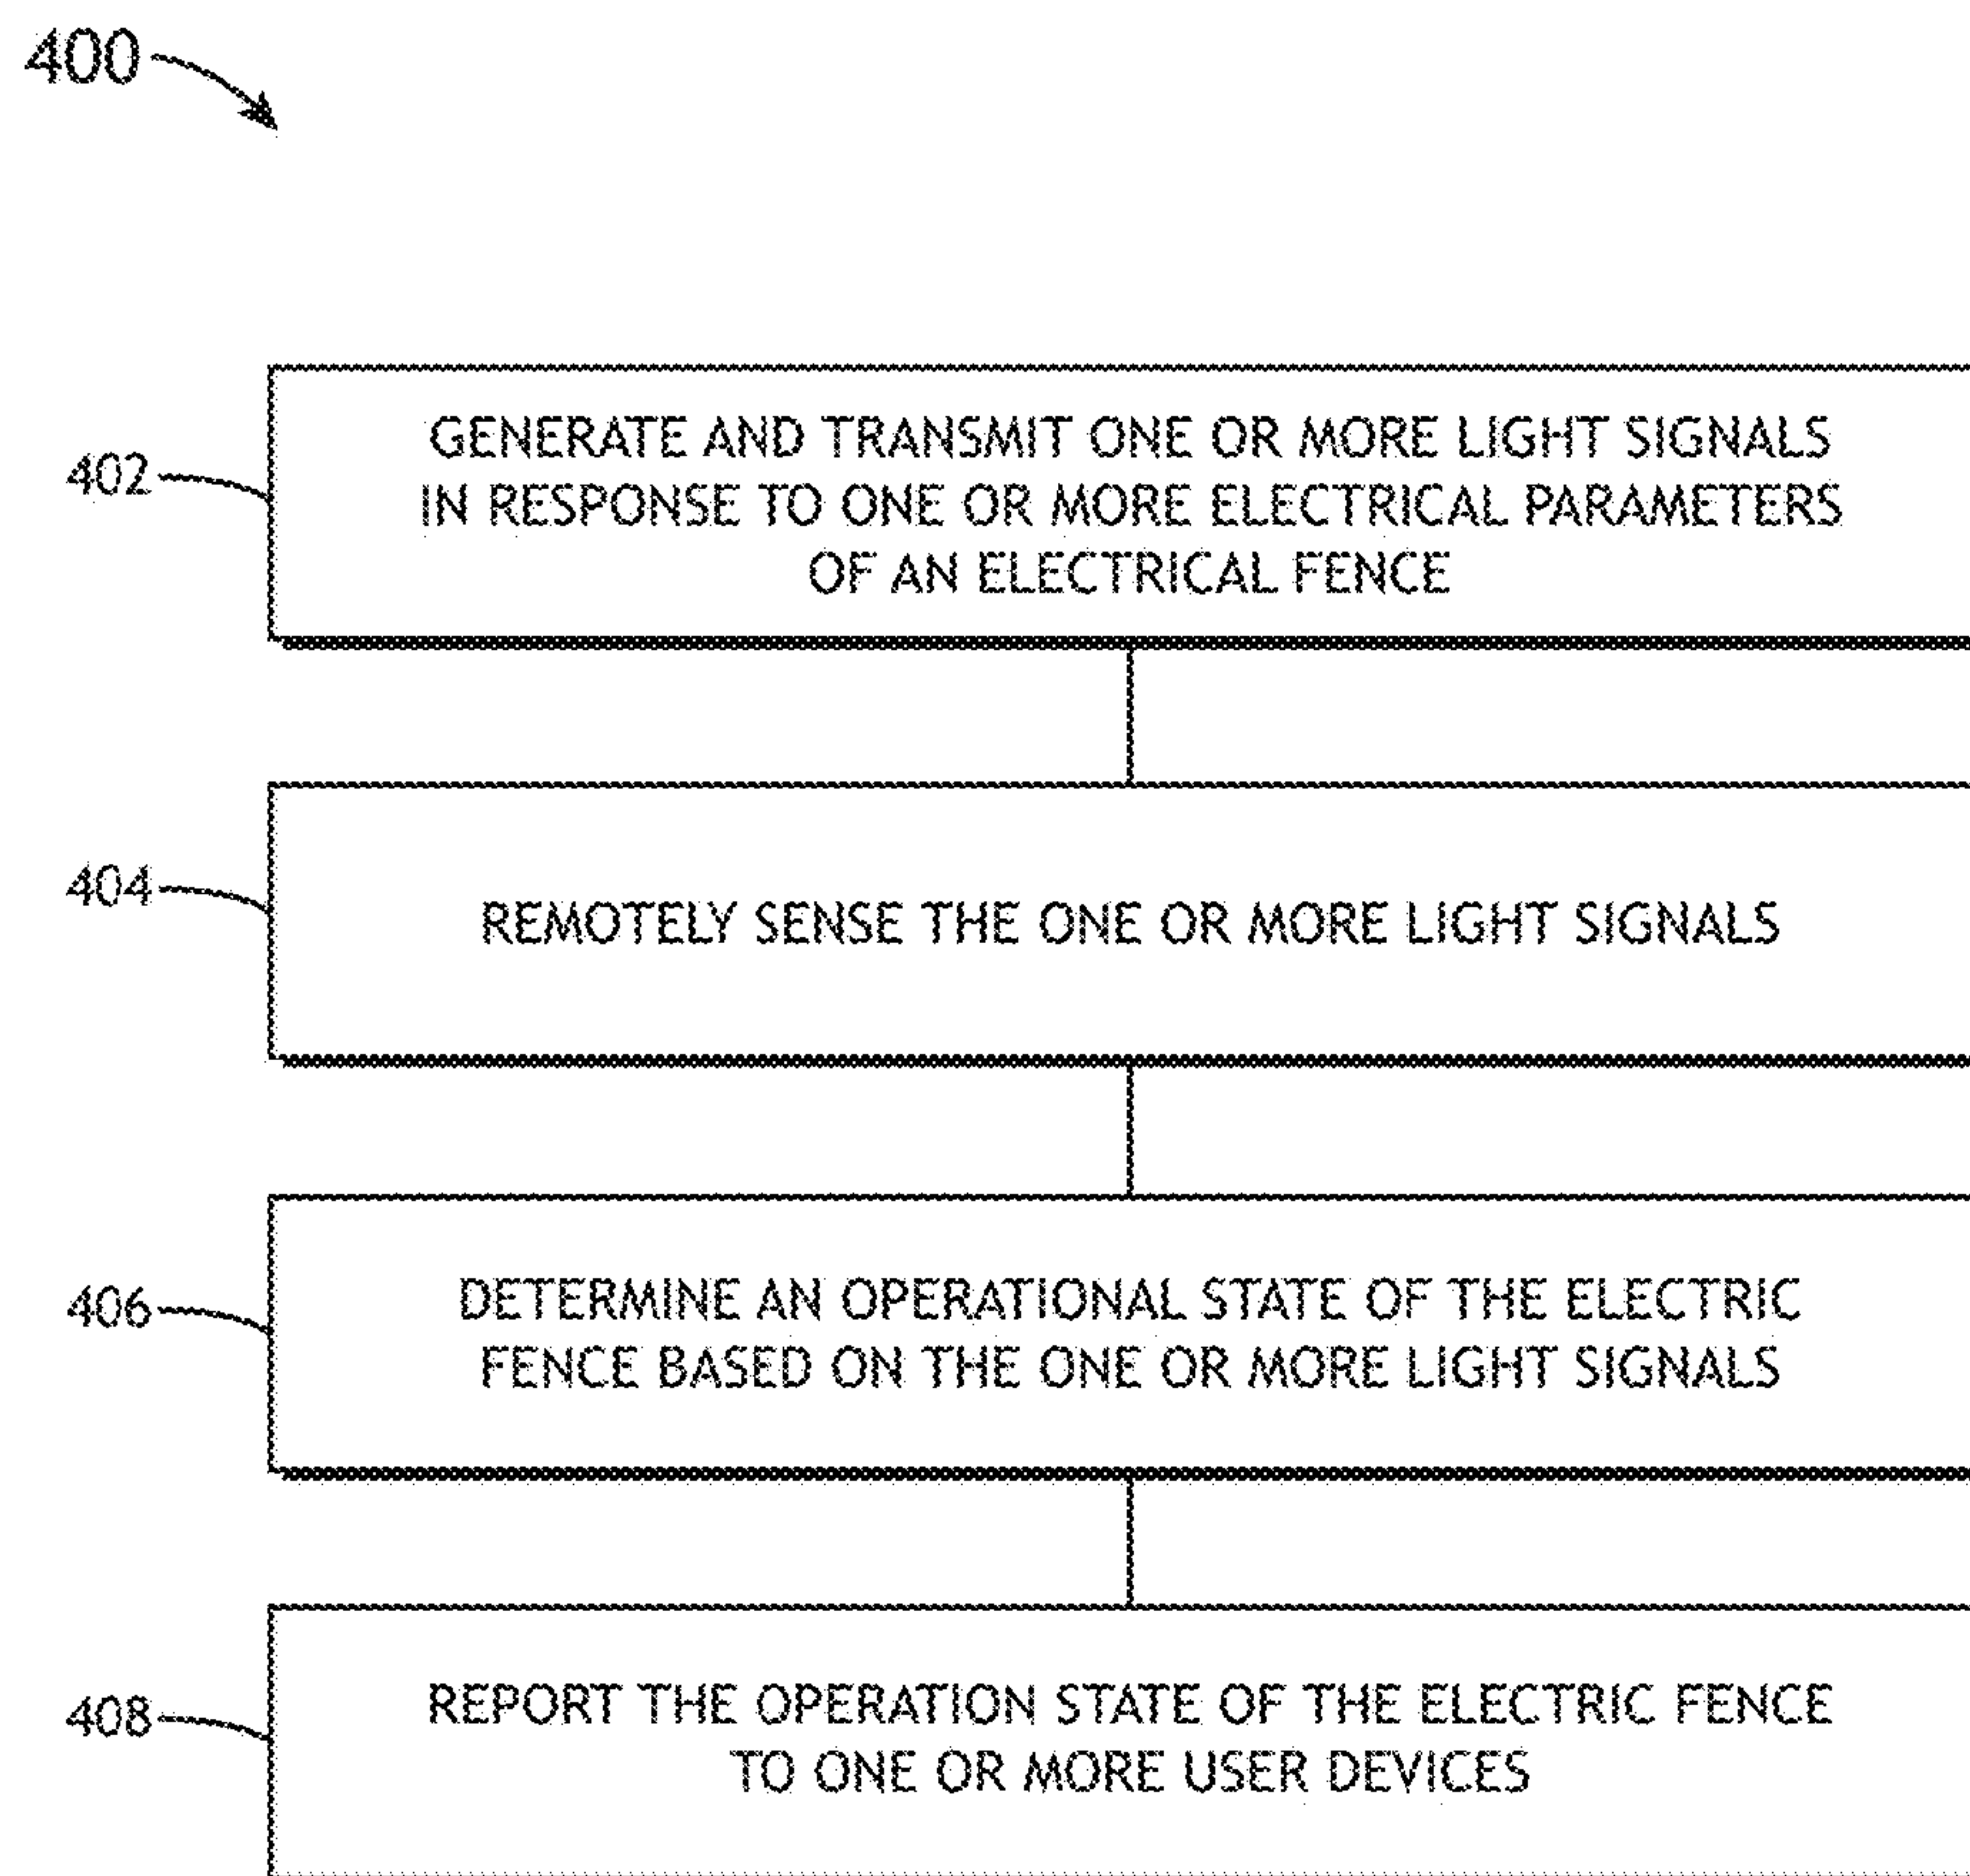 400
402
GENERATE AND TRANSMIT ONE OR MORE LIGHT SIGNALS
IN RESPONSE TO ONE OR MORE ELECTRICAL PARAMETERS
OF AN ELECTRICAL FENCE
404
REMOTELY SENSE THE ONE OR MORE LIGHT SIGNALS
406
DETERMINE AN OPERATIONAL STATE OF THE ELECTRIC
FENCE BASED ON THE ONE OR MORE LIGHT SIGNALS
408
REPORT THE OPERATION STATE OF THE ELECTRIC FENCE
TO ONE OR MORE USER DEVICES